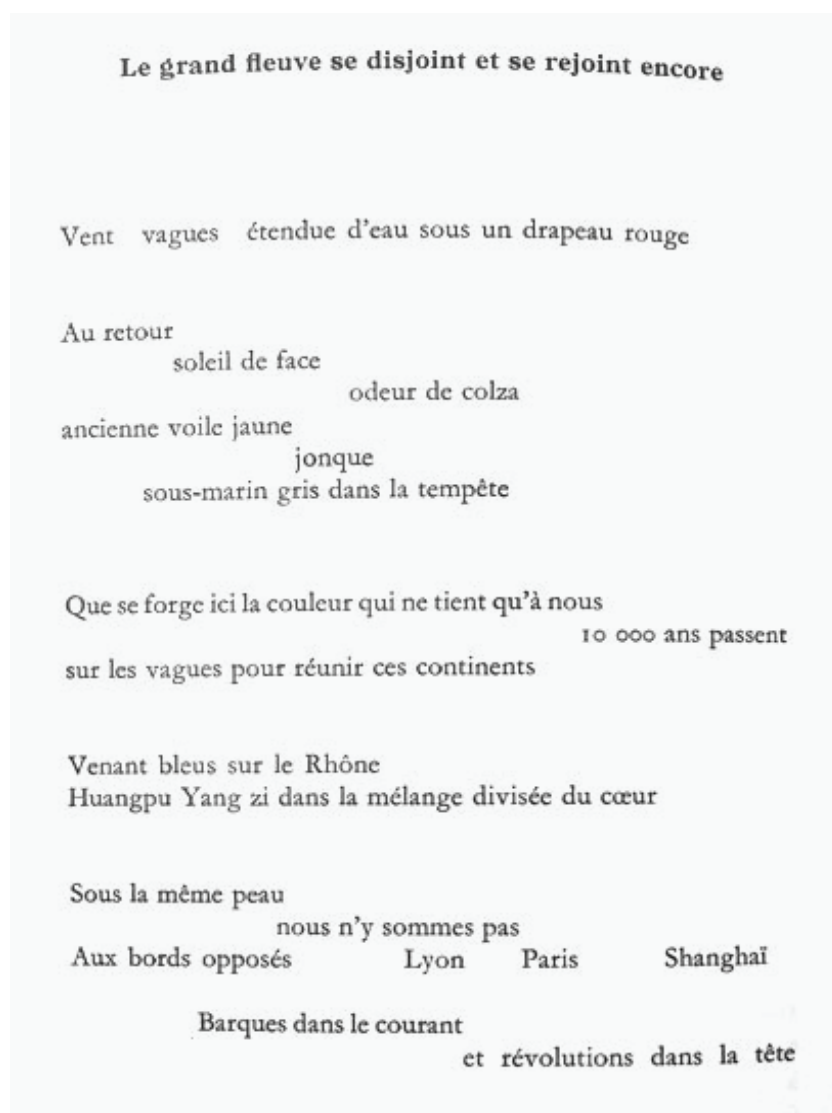 Le grand fleuve se disjoint et se rejoint encore
Vent vagues étendue d'eau sous un drapeau rouge
Au retour
soleil de face
odeur de colza
ancienne voile jaune
jonque
sous-marin gris dans la tempête
Que se forge ici la couleur qui ne tient qu'à nous
10 000 ans passent
sur les vagues pour réunir ces continents
Venant bleus sur le Rhône
Huangpu Yang zi dans la mélange divisée du cœur
Sous la même peau
nous n'y sommes pas
Aux bords opposés Lyon Paris Shanghaï
Barques dans le courant
et révolutions dans la tête